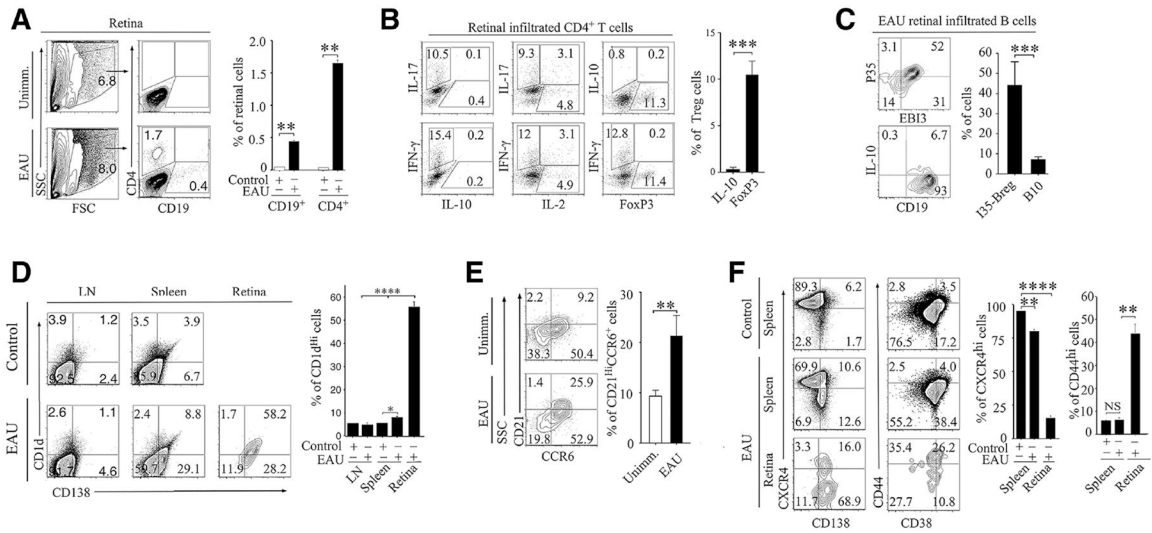 A
Retina
Unimm.
6.8
EAU
SSC
8.0
FSC
CD4
1.7
0.4
CD19
% of retinal cells
2.0
1.5
1.0
0.5
0
**
**
Control + − + −
EAU − + − +
CD19+ CD4+
B
Retinal infiltrated CD4+ T cells
IL-17
10.5 0.1
0.4
IL-17
9.3 3.1
4.8
IL-10
0.8 0.2
11.3
IFN-γ
15.4 0.2
0.2
IL-10
IFN-γ
12 3.1
4.9
IL-2
IFN-γ
12.8 0.2
11.4
FoxP3
% of Treg cells
15
10
5
0
***
IL-10
FoxP3
C
EAU retinal infiltrated B cells
P35
3.1 52
14 31
EBI3
IL-10
0.3 6.7
93
CD19
% of cells
60
50
40
30
20
10
0
***
I35-Breg
B10
D
LN Spleen Retina
Control
3.9 1.2
92.5 2.4
3.5 3.9
85.9 6.7
EAU
CD1d
2.6 1.1
91.7 4.6
2.4 8.8
59.7 29.1
1.7 58.2
11.9 28.2
CD138
% of CD1dHi cells
60
50
40
30
20
10
0
****
*
Control + − + − −
EAU − + − + +
LN
Spleen
Retina
E
Unimm.
2.2 9.2
38.3 50.4
EAU
SSC
CD21
1.4 25.9
19.8 52.9
CCR6
% of CD21HiCCR6+ cells
30
20
10
0
**
Unimm.
EAU
F
Control
Spleen
89.3 6.2
2.8 1.7
2.8 3.5
76.5 17.2
EAU
Spleen
69.9 10.6
6.9 12.6
2.5 4.0
55.2 38.4
Retina
CXCR4
3.3 16.0
11.7 68.9
CD138
CD44
35.4 26.2
27.7 10.8
CD38
% of CXCR4hi cells
100
75
50
25
0
****
**
Control + − −
EAU − + +
Spleen
Retina
% of CD44hi cells
60
50
40
30
20
10
0
**
NS
+ − −
− + +
Spleen
Retina